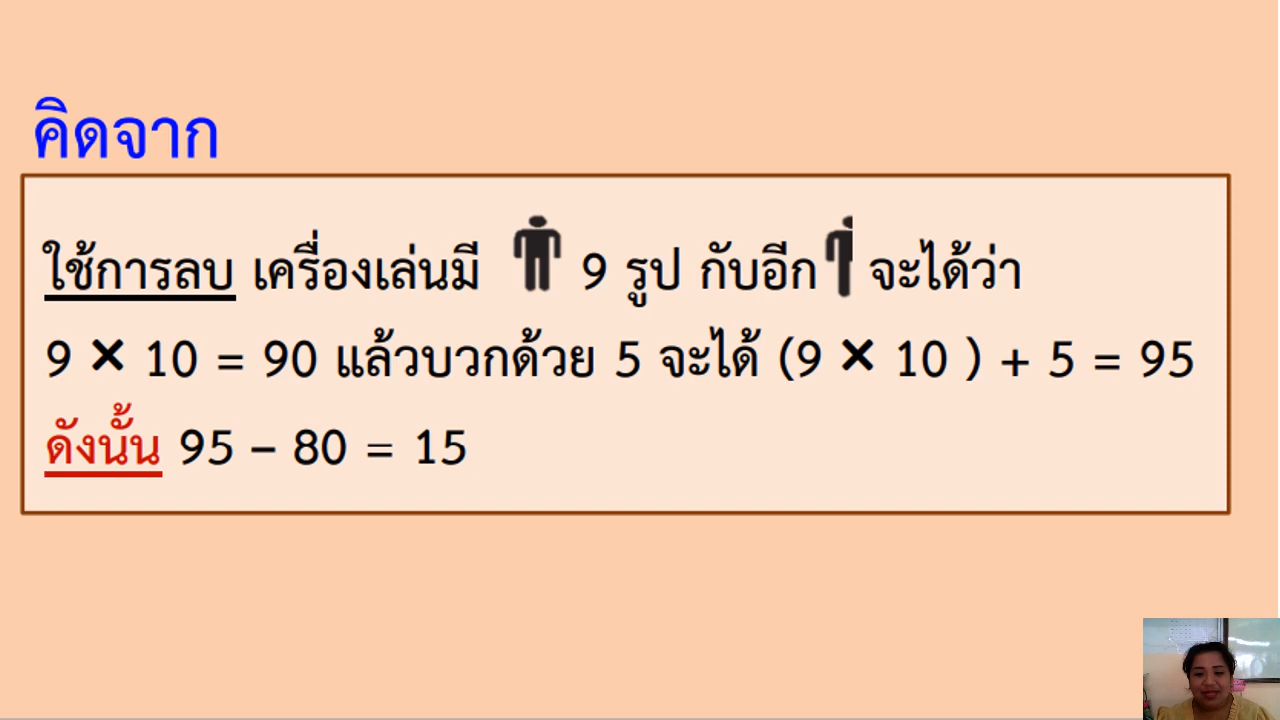 คิดจาก
ใช้การลบ เครื่องเล่นมี 9 รูป กับอีก จะได้ว่า
9 × 10 = 90 แล้วบวกด้วย 5 จะได้ (9 × 10 ) + 5 = 95
ดังนั้น 95 – 80 = 15